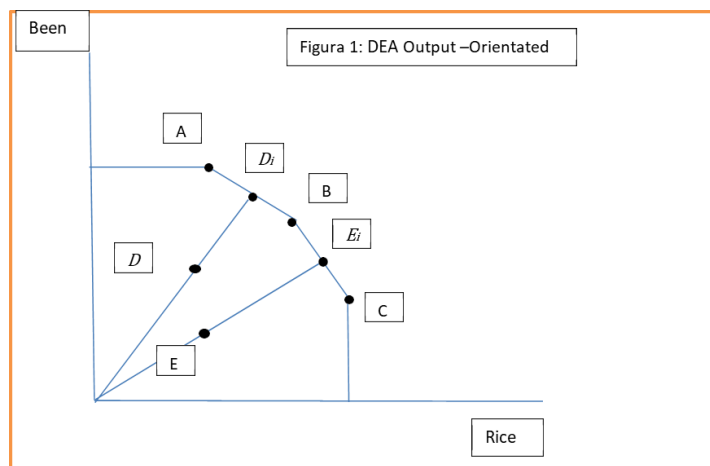 Been
Figura 1: DEA Output –Orientated
A
Di
B
Ei
D
C
E
Rice